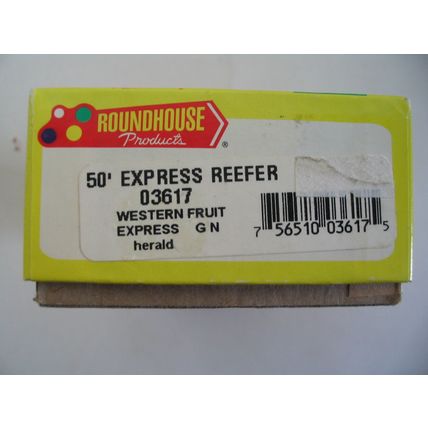 ROUNDHOUSE
Products
®
50' EXPRESS REEFER
03617
WESTERN FRUIT
EXPRESS G N
herald
7 56510 03617 5